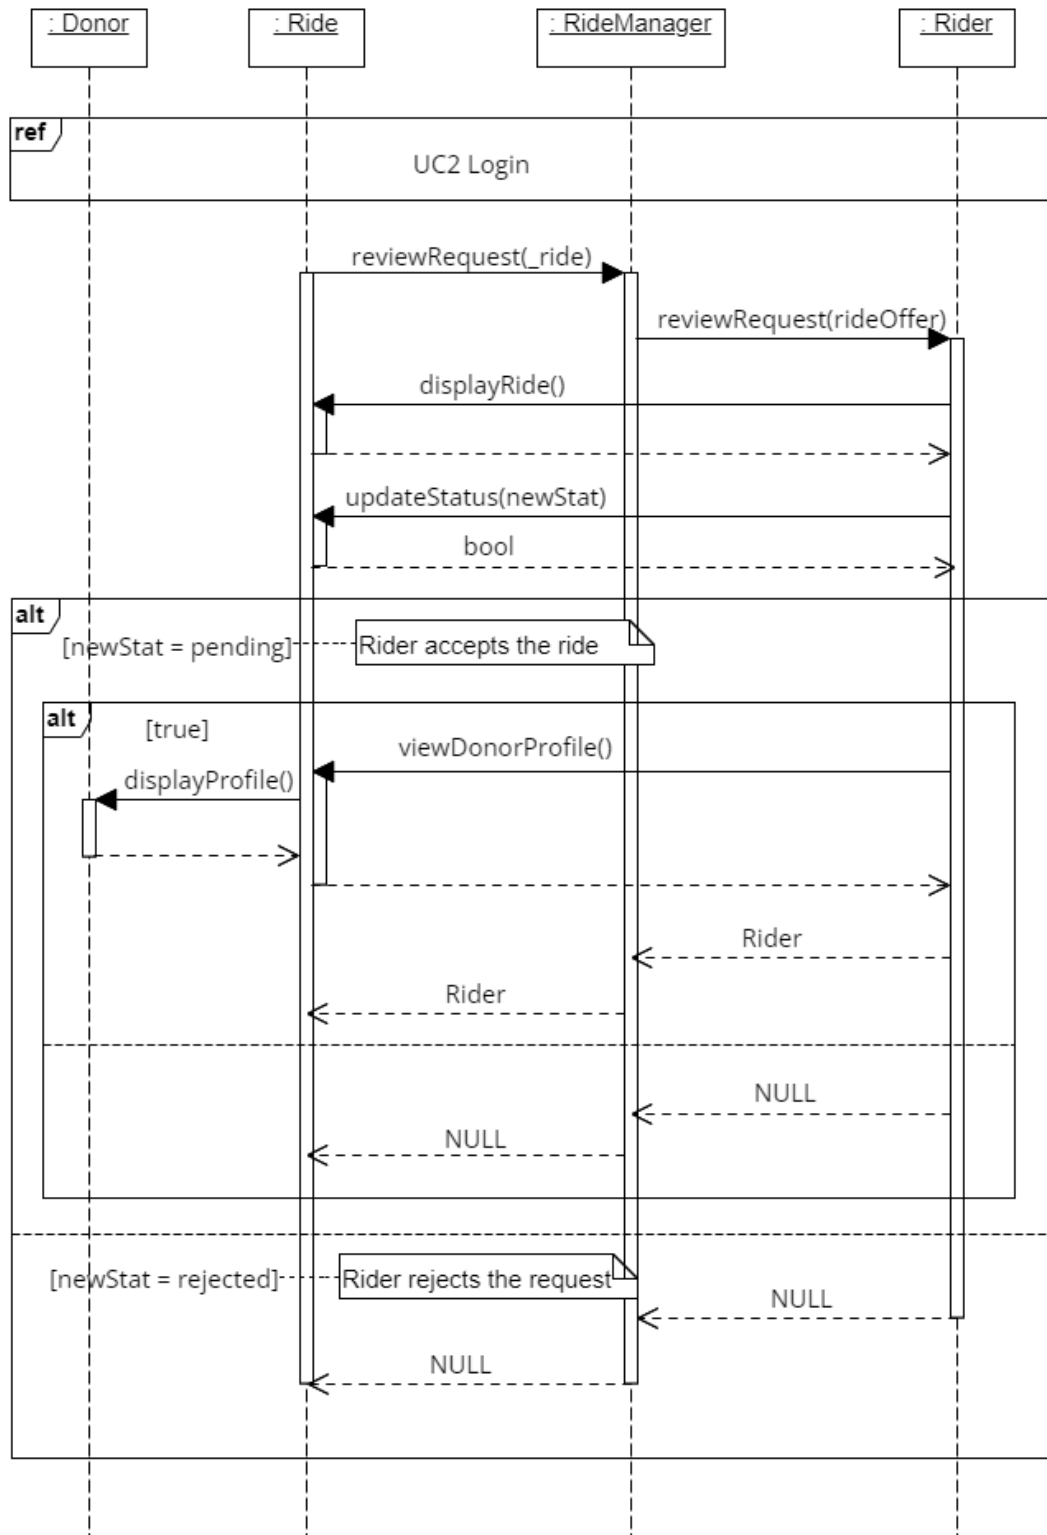 : Donor
: Ride
: RideManager
: Rider
ref
UC2 Login
reviewRequest(_ride)
reviewRequest(rideOffer)
displayRide()
updateStatus(newStat)
bool
alt
[newStat = pending]
Rider accepts the ride
alt
[true]
viewDonorProfile()
displayProfile()
Rider
Rider
NULL
NULL
[newStat = rejected]
Rider rejects the request
NULL
NULL